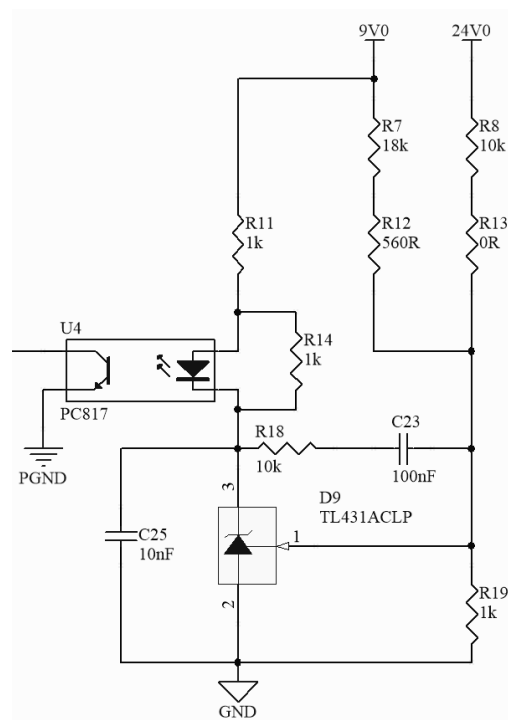 9V0
24V0
R7
18k
R8
10k
R11
1k
R12
560R
R13
0R
U4
R14
1k
PC817
R18
10k
C23
100nF
PGND
3
D9
TL431ACLP
C25
10nF
1
2
R19
1k
GND